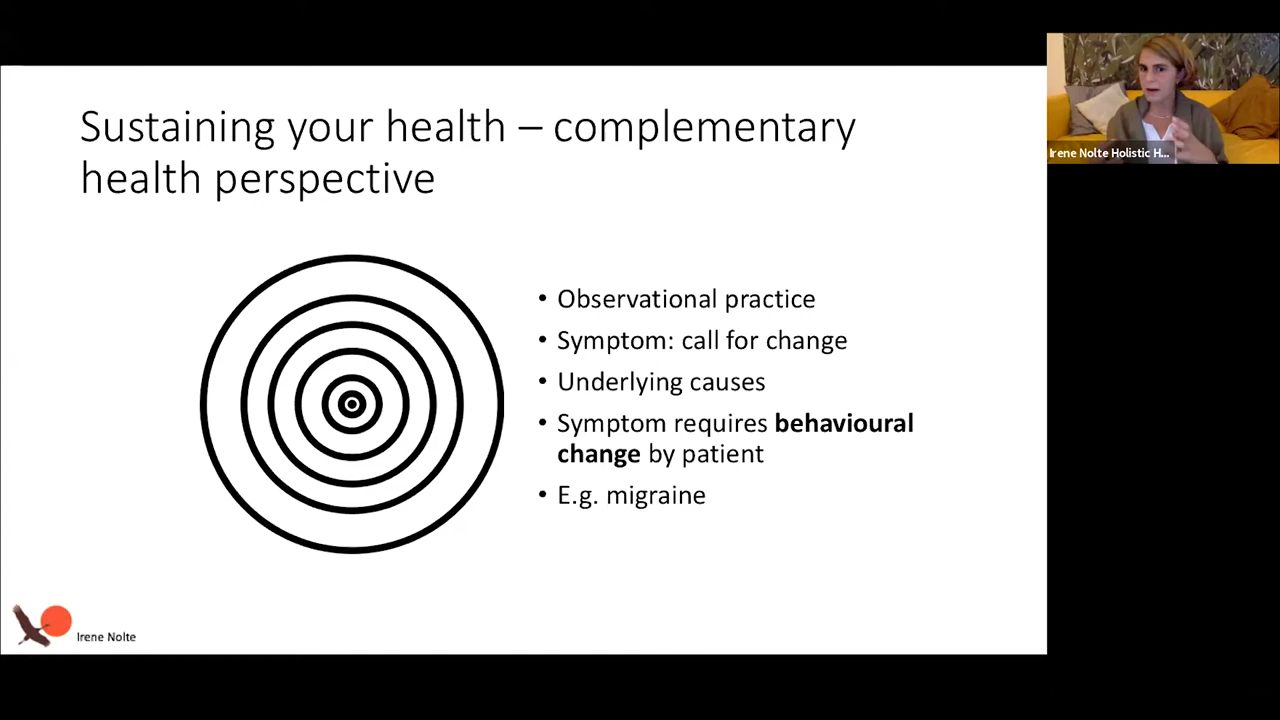 Sustaining your health – complementary
health perspective
• Observational practice
• Symptom: call for change
• Underlying causes
• Symptom requires behavioural
change by patient
• E.g. migraine
Irene Nolte
Irene Nolte Holistic H...